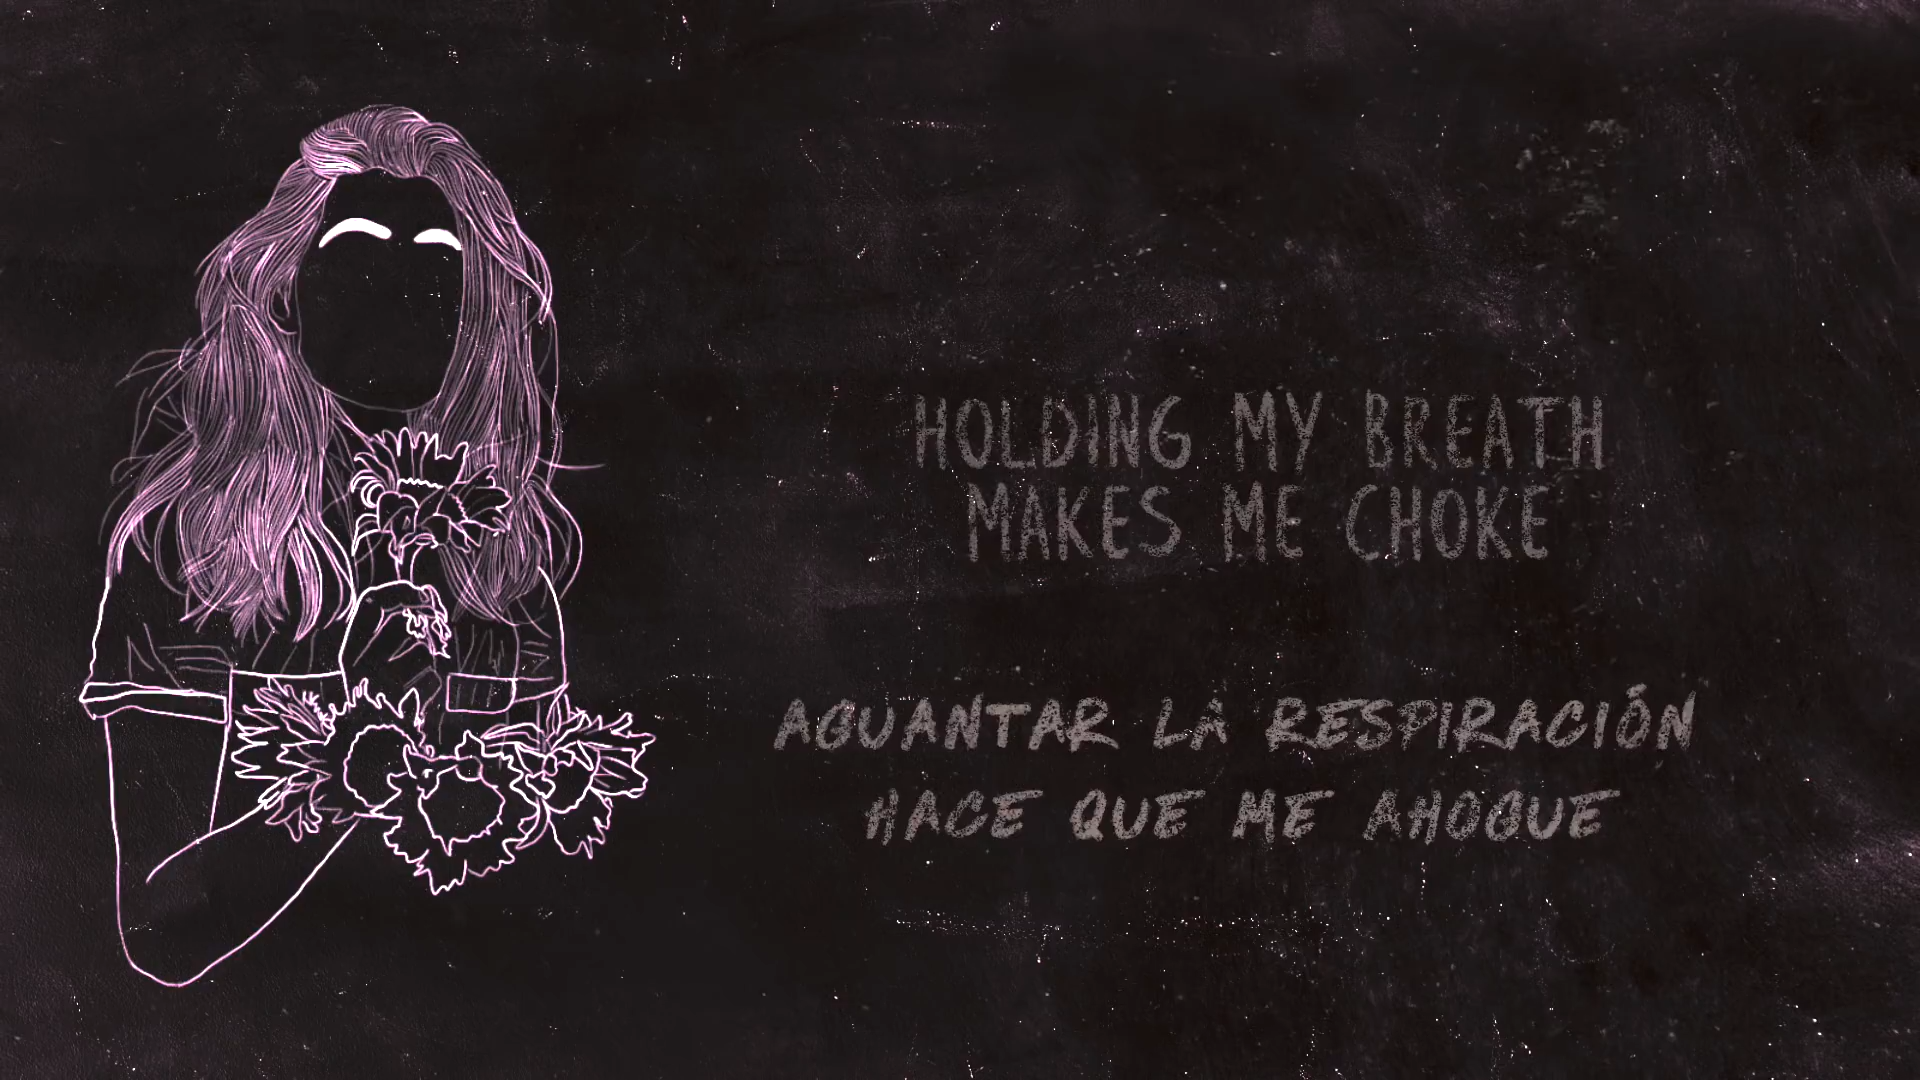 HOLDING MY BREATH
MAKES ME CHOKE
AGUANTAR LA RESPIRACIÓN
HACE QUE ME AHOGUE